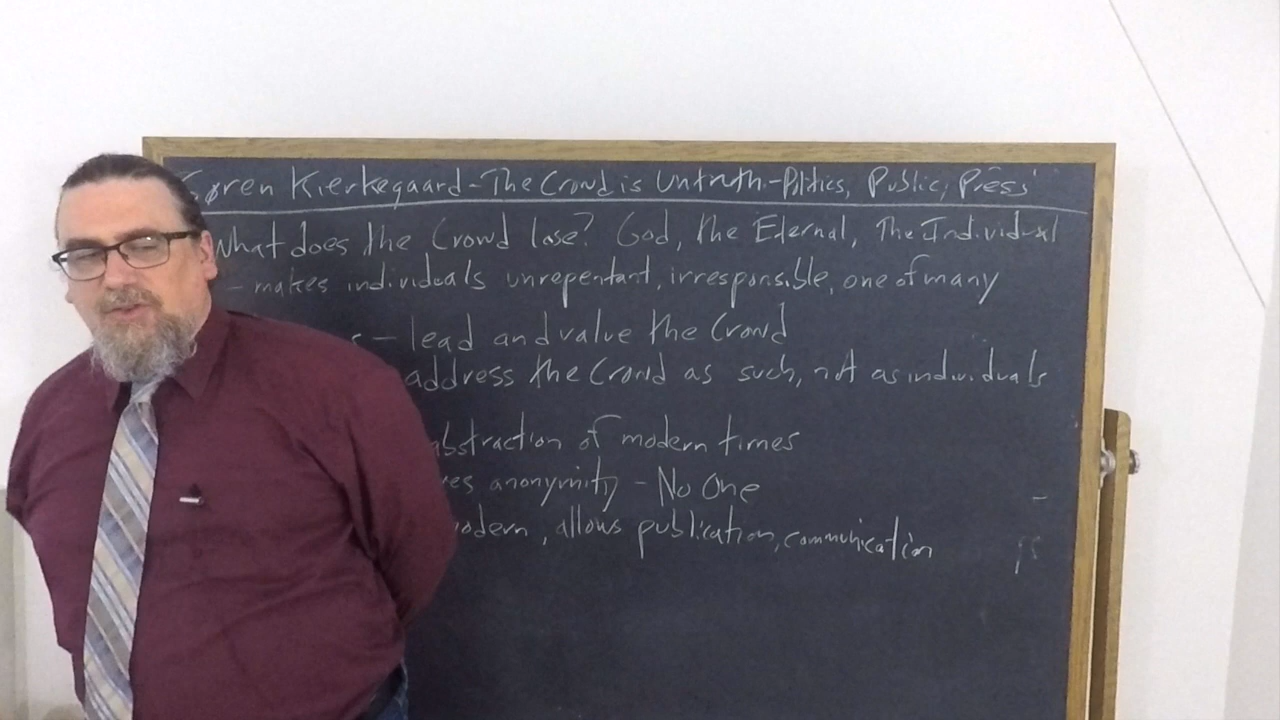 Søren Kierkegaard - The Crowd is Untruth - Politics, Public, Press
What does the Crowd lose? God, the Eternal, The Individual
- makes individuals unrepentant, irresponsible, one of many
s - lead and value the Crowd
address the Crowd as such, not as individuals
abstraction of modern times
es anonymity - No One
modern, allows publication, communication